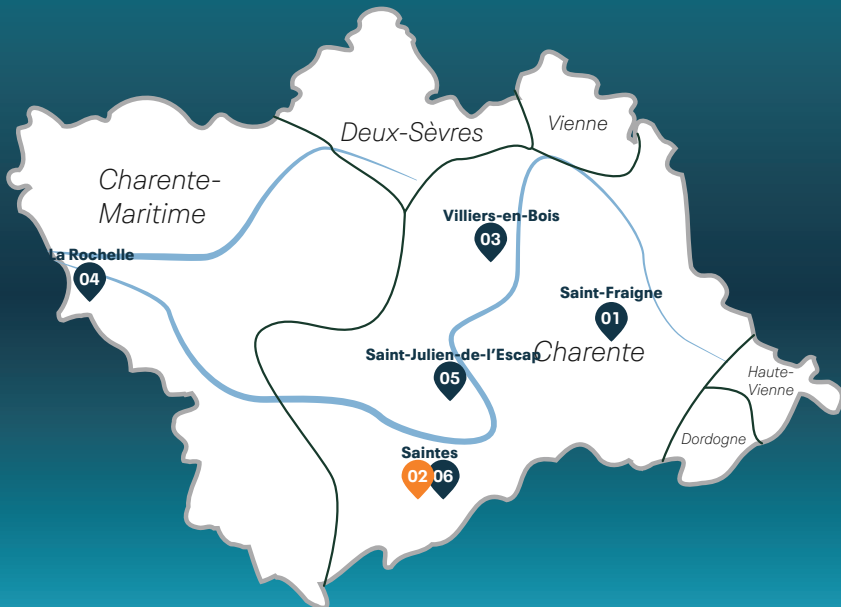 Deux-Sèvres
Vienne
Charente-
Maritime
Villiers-en-Bois
03
La Rochelle
04
Saint-Fraigne
01
Charente
Saint-Julien-de-l'Escap
05
Haute-
Vienne
Dordogne
Saintes
02
06